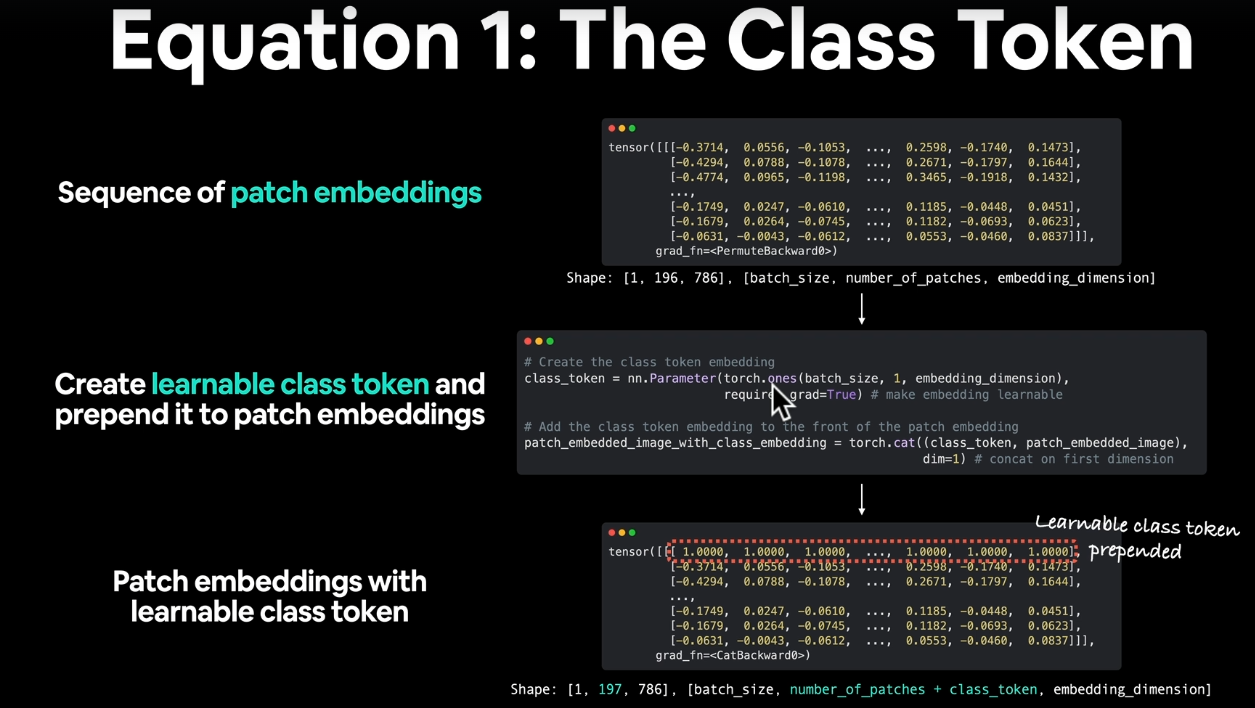 Equation 1: The Class Token
Sequence of patch embeddings
tensor([[[-0.3714,  0.0556, -0.1053,  ...,  0.2598, -0.1740,  0.1473],
[-0.4294,  0.0788, -0.1078,  ...,  0.2671, -0.1797,  0.1644],
[-0.4774,  0.0965, -0.1198,  ...,  0.3465, -0.1918,  0.1432],
...,
[-0.1749,  0.0247, -0.0610,  ...,  0.1185, -0.0448,  0.0451],
[-0.1679,  0.0264, -0.0745,  ...,  0.1182, -0.0693,  0.0623],
[-0.0631, -0.0043, -0.0612,  ...,  0.0553, -0.0460,  0.0837]]],
grad_fn=<PermuteBackward0>)
Shape: [1, 196, 786], [batch_size, number_of_patches, embedding_dimension]
Create learnable class token and
prepend it to patch embeddings
# Create the class token embedding
class_token = nn.Parameter(torch.ones(batch_size, 1, embedding_dimension),
require grad=True) # make embedding learnable
# Add the class token embedding to the front of the patch embedding
patch_embedded_image_with_class_embedding = torch.cat((class_token, patch_embedded_image),
dim=1) # concat on first dimension
Learnable class token
prepended
Patch embeddings with
learnable class token
tensor([[[ 1.0000,  1.0000,  1.0000,  ...,  1.0000,  1.0000,  1.0000],
[-0.3714,  0.0556, -0.1053,  ...,  0.2598, -0.1740,  0.1473],
[-0.4294,  0.0788, -0.1078,  ...,  0.2671, -0.1797,  0.1644],
...,
[-0.1749,  0.0247, -0.0610,  ...,  0.1185, -0.0448,  0.0451],
[-0.1679,  0.0264, -0.0745,  ...,  0.1182, -0.0693,  0.0623],
[-0.0631, -0.0043, -0.0612,  ...,  0.0553, -0.0460,  0.0837]]],
grad_fn=<CatBackward0>)
Shape: [1, 197, 786], [batch_size, number_of_patches + class_token, embedding_dimension]